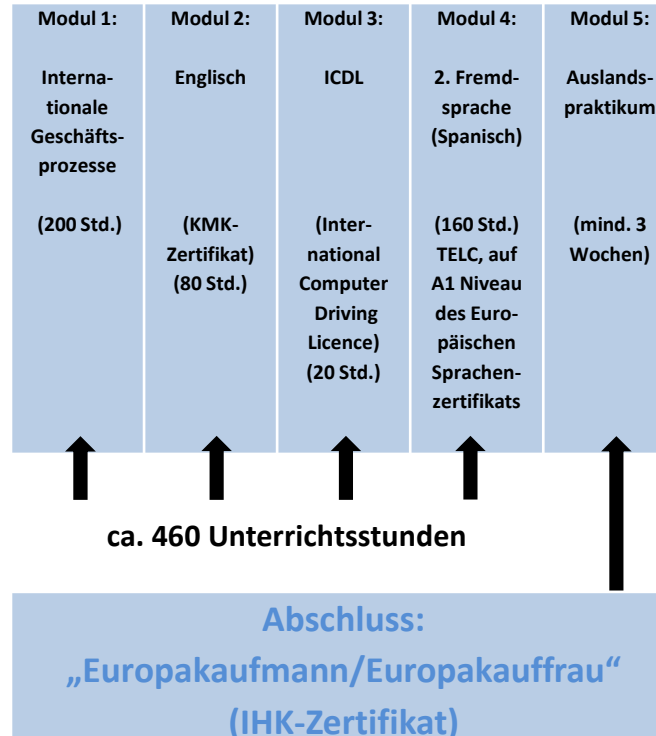 Modul 1:
Interna-
tionale
Geschäfts-
prozesse
(200 Std.)
Modul 2:
Englisch
(KMK-
Zertifikat)
(80 Std.)
Modul 3:
ICDL
(Inter-
national
Computer
Driving
Licence)
(20 Std.)
Modul 4:
2. Fremd-
sprache
(Spanisch)
(160 Std.)
TELC, auf
A1 Niveau
des Euro-
päischen
Sprachen-
zertifikats
Modul 5:
Auslands-
praktikum
(mind. 3
Wochen)
ca. 460 Unterrichtsstunden
Abschluss:
„Europakaufmann/Europakauffrau“
(IHK-Zertifikat)